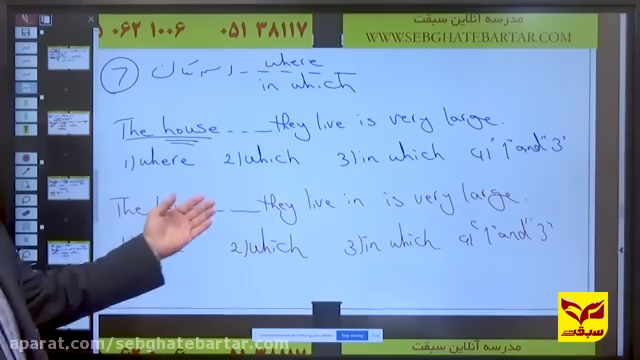 مدرسه آنلاین سبقت
WWW.SEBGHATEBARTAR.COM
۰۵۱ ۳۸۱۱۷
۰۶۲ ۱۰۰۶
7
where
in which
The house they live is very large.
1) where 2) which 3) in which 4) "1" and "3"
The they live in is very large.
2) which 3) in which 4) "1" and "3"
سبقت
aparat.com/sebghatebartar.com
مدرسه آنلاین سبقت